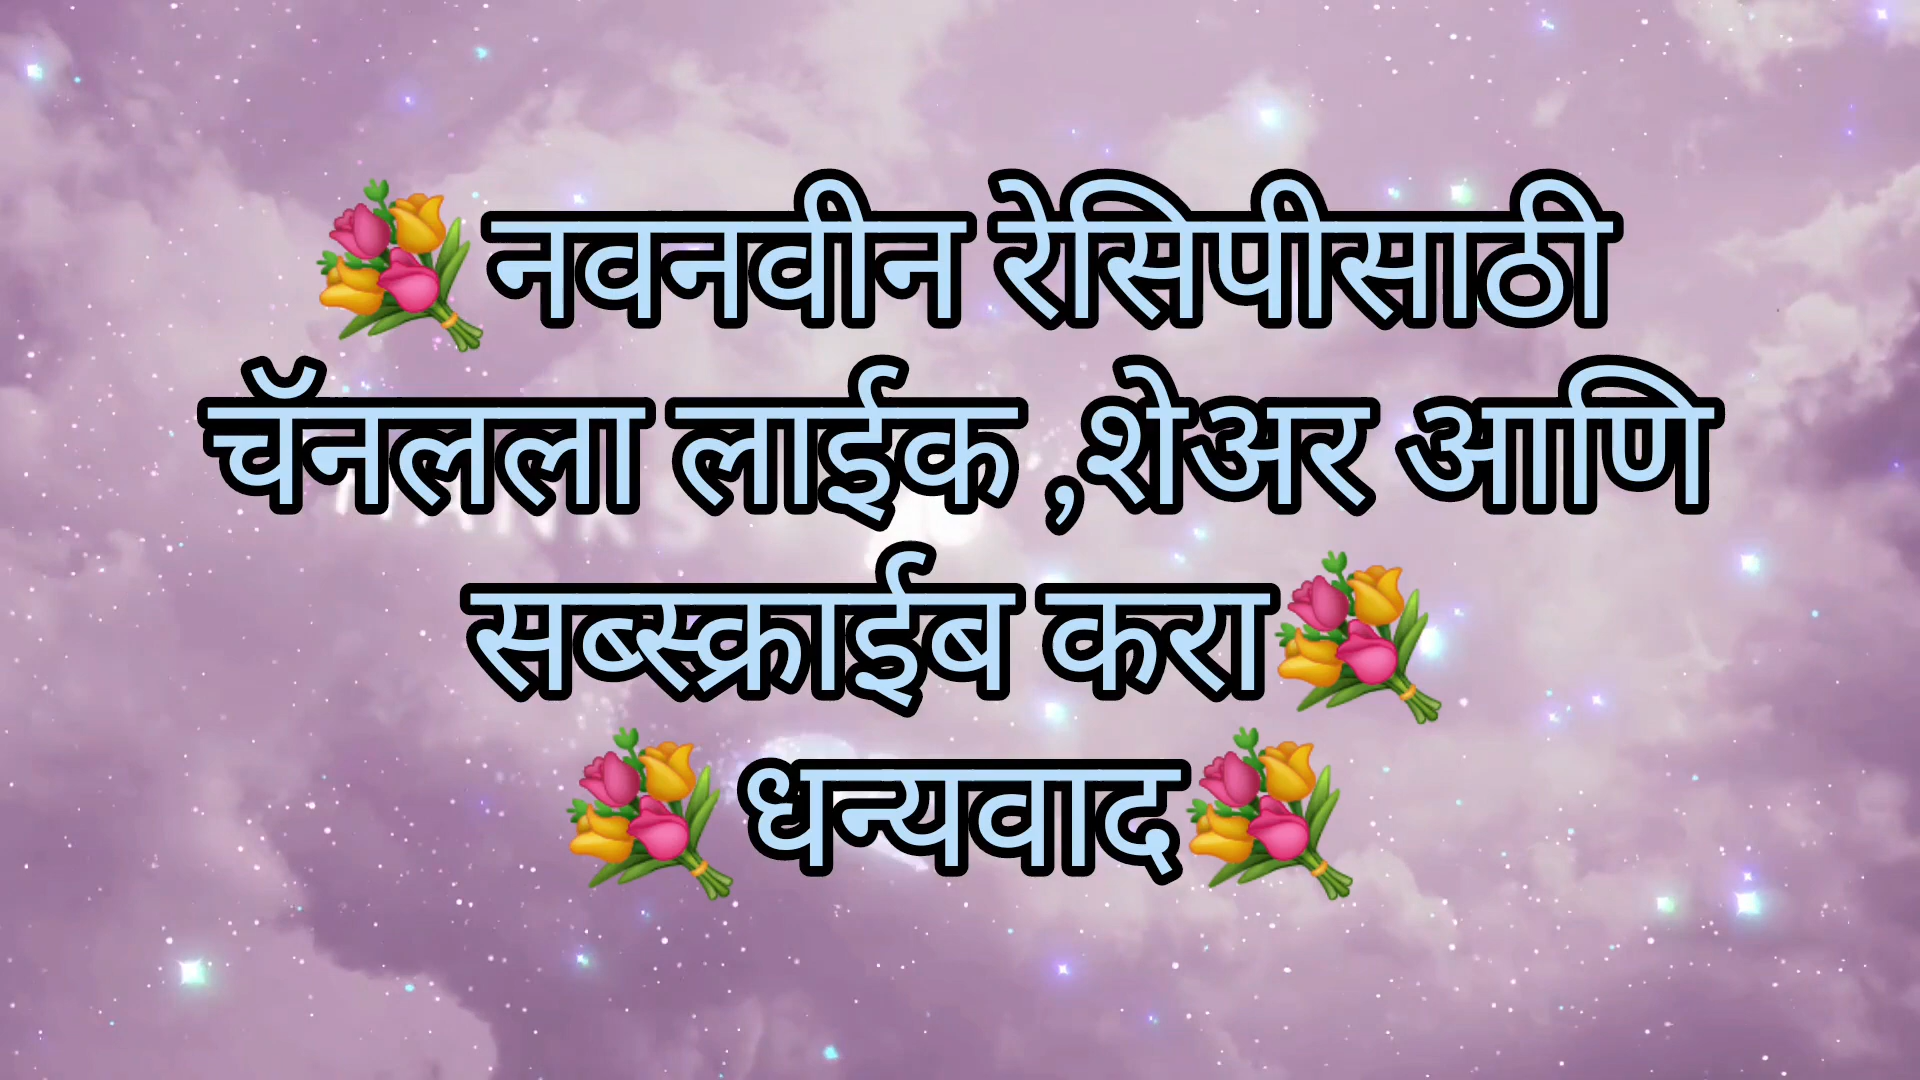 💐नवनवीन रेसिपीसाठी
चॅनलला लाईक ,शेअर आणि
सब्स्क्राईब करा💐
💐धन्यवाद💐